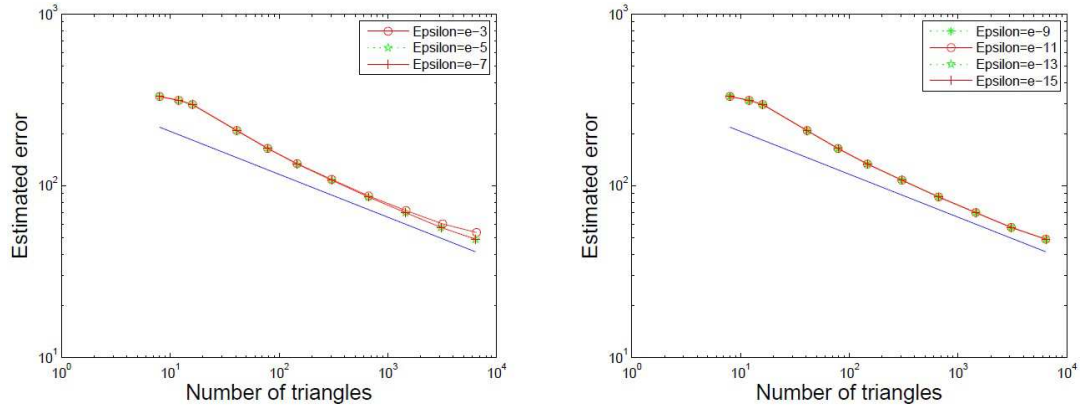 10^3
10^2
10^1
Estimated error
10^0
10^1
10^2
10^3
10^4
Number of triangles
Epsilon=e−3
Epsilon=e−5
Epsilon=e−7
10^3
10^2
10^1
Estimated error
10^0
10^1
10^2
10^3
10^4
Number of triangles
Epsilon=e−9
Epsilon=e−11
Epsilon=e−13
Epsilon=e−15